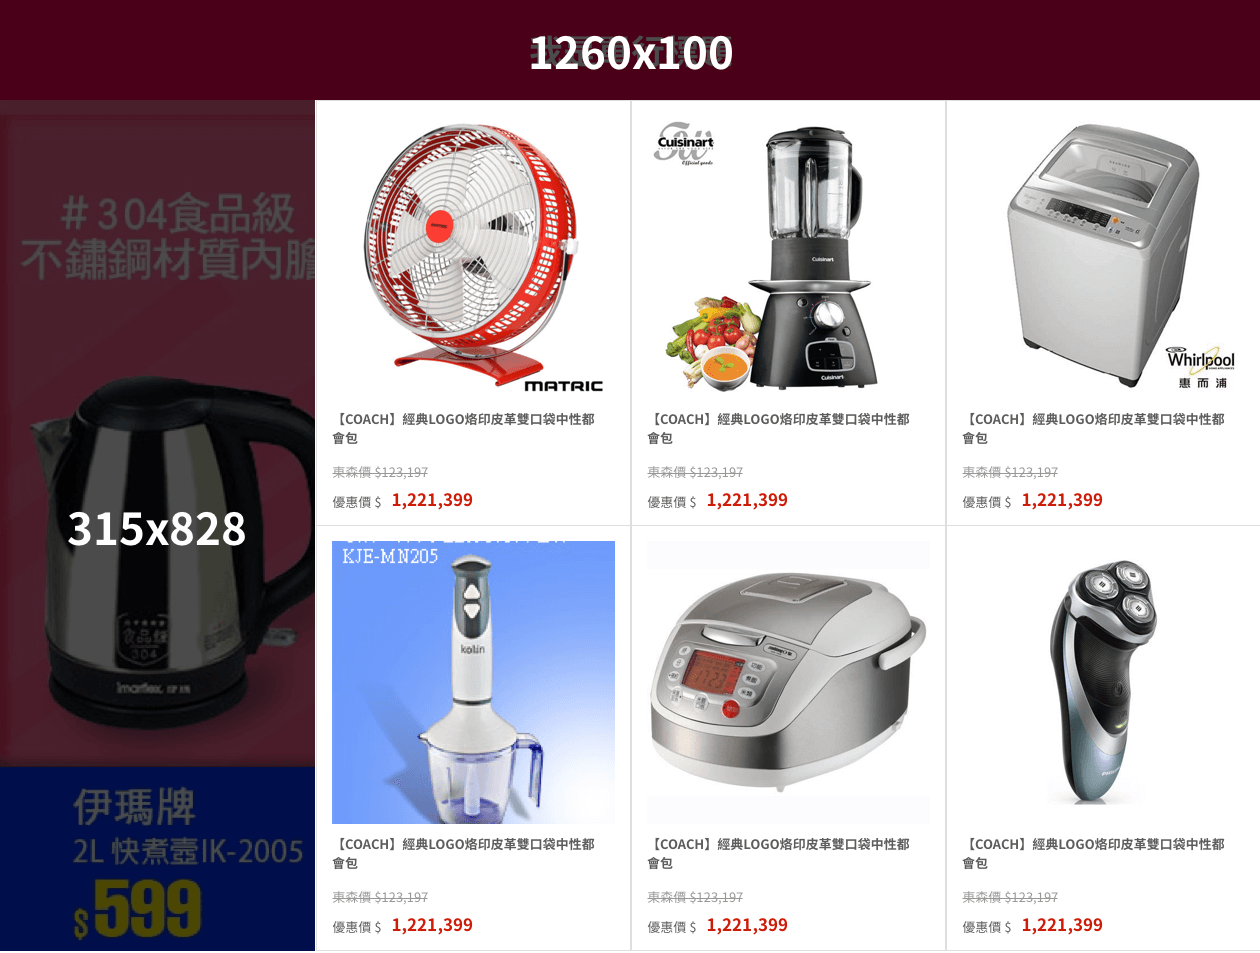 1260x100
#304食品級
不鏽鋼材質內膽
315x828
食品級
304
imarflex 伊瑪
伊瑪牌
2L 快煮壺IK-2005
$599
MATRIC
【COACH】經典LOGO烙印皮革雙口袋中性都
會包
東森價 $123,197
優惠價 $ 1,221,399
Cuisinart
Cuisinart
Cuisinart
【COACH】經典LOGO烙印皮革雙口袋中性都
會包
東森價 $123,197
優惠價 $ 1,221,399
Whirlpool
惠而浦
【COACH】經典LOGO烙印皮革雙口袋中性都
會包
東森價 $123,197
優惠價 $ 1,221,399
KJE-MN205
kolin
【COACH】經典LOGO烙印皮革雙口袋中性都
會包
東森價 $123,197
優惠價 $ 1,221,399
【COACH】經典LOGO烙印皮革雙口袋中性都
會包
東森價 $123,197
優惠價 $ 1,221,399
【COACH】經典LOGO烙印皮革雙口袋中性都
會包
東森價 $123,197
優惠價 $ 1,221,399